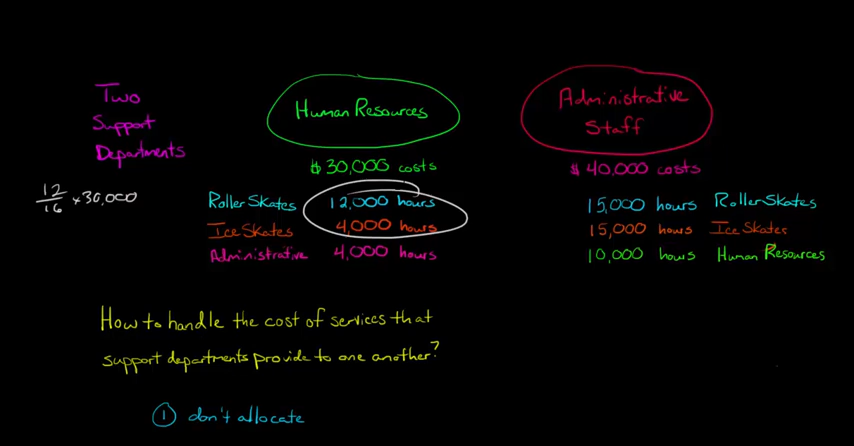 Two
Support
Departments
Human Resources
Administrative
Staff
$30,000 costs
$40,000 costs
12
16
x 30,000
Roller Skates 12,000 hours
Ice Skates 4,000 hours
Administrative 4,000 hours
15,000 hours Roller Skates
15,000 hours Ice Skates
10,000 hours Human Resources
How to handle the cost of services that
support departments provide to one another?
1 don't allocate